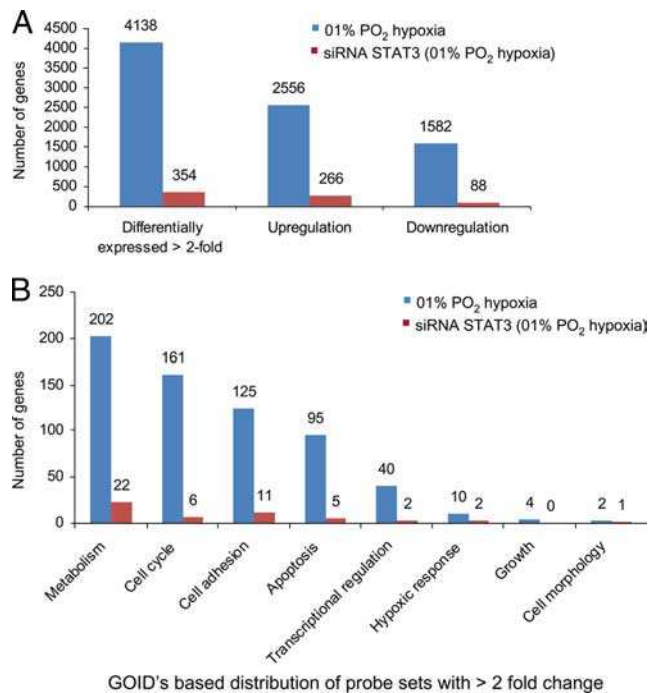 A
01% PO2 hypoxia
siRNA STAT3 (01% PO2 hypoxia)
Number of genes
4500
4000
3500
3000
2500
2000
1500
1000
500
0
4138
354
2556
266
1582
88
Differentially
expressed > 2-fold
Upregulation
Downregulation
B
01% PO2 hypoxia
siRNA STAT3 (01% PO2 hypoxia)
Number of genes
250
200
150
100
50
0
202
22
161
6
125
11
95
5
40
2
10
2
4
0
2
1
Metabolism
Cell cycle
Cell adhesion
Apoptosis
Transcriptional regulation
Hypoxic response
Growth
Cell morphology
GOID's based distribution of probe sets with > 2 fold change